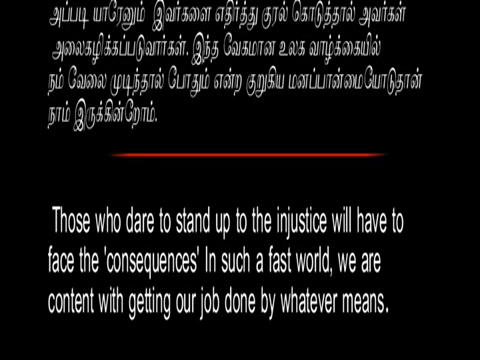 அப்படி யாரேனும் இவர்களை எதிர்த்து குரல் கொடுத்தால் அவர்கள்
அலைகழிக்கப்படுவார்கள். இந்த வேகமான உலக வாழ்க்கையில்
நம் வேலை முடிந்தால் போதும் என்ற குறுகிய மனப்பான்மையோடுதான்
நாம் இருக்கின்றோம்.
Those who dare to stand up to the injustice will have to
face the 'consequences' In such a fast world, we are
content with getting our job done by whatever means.